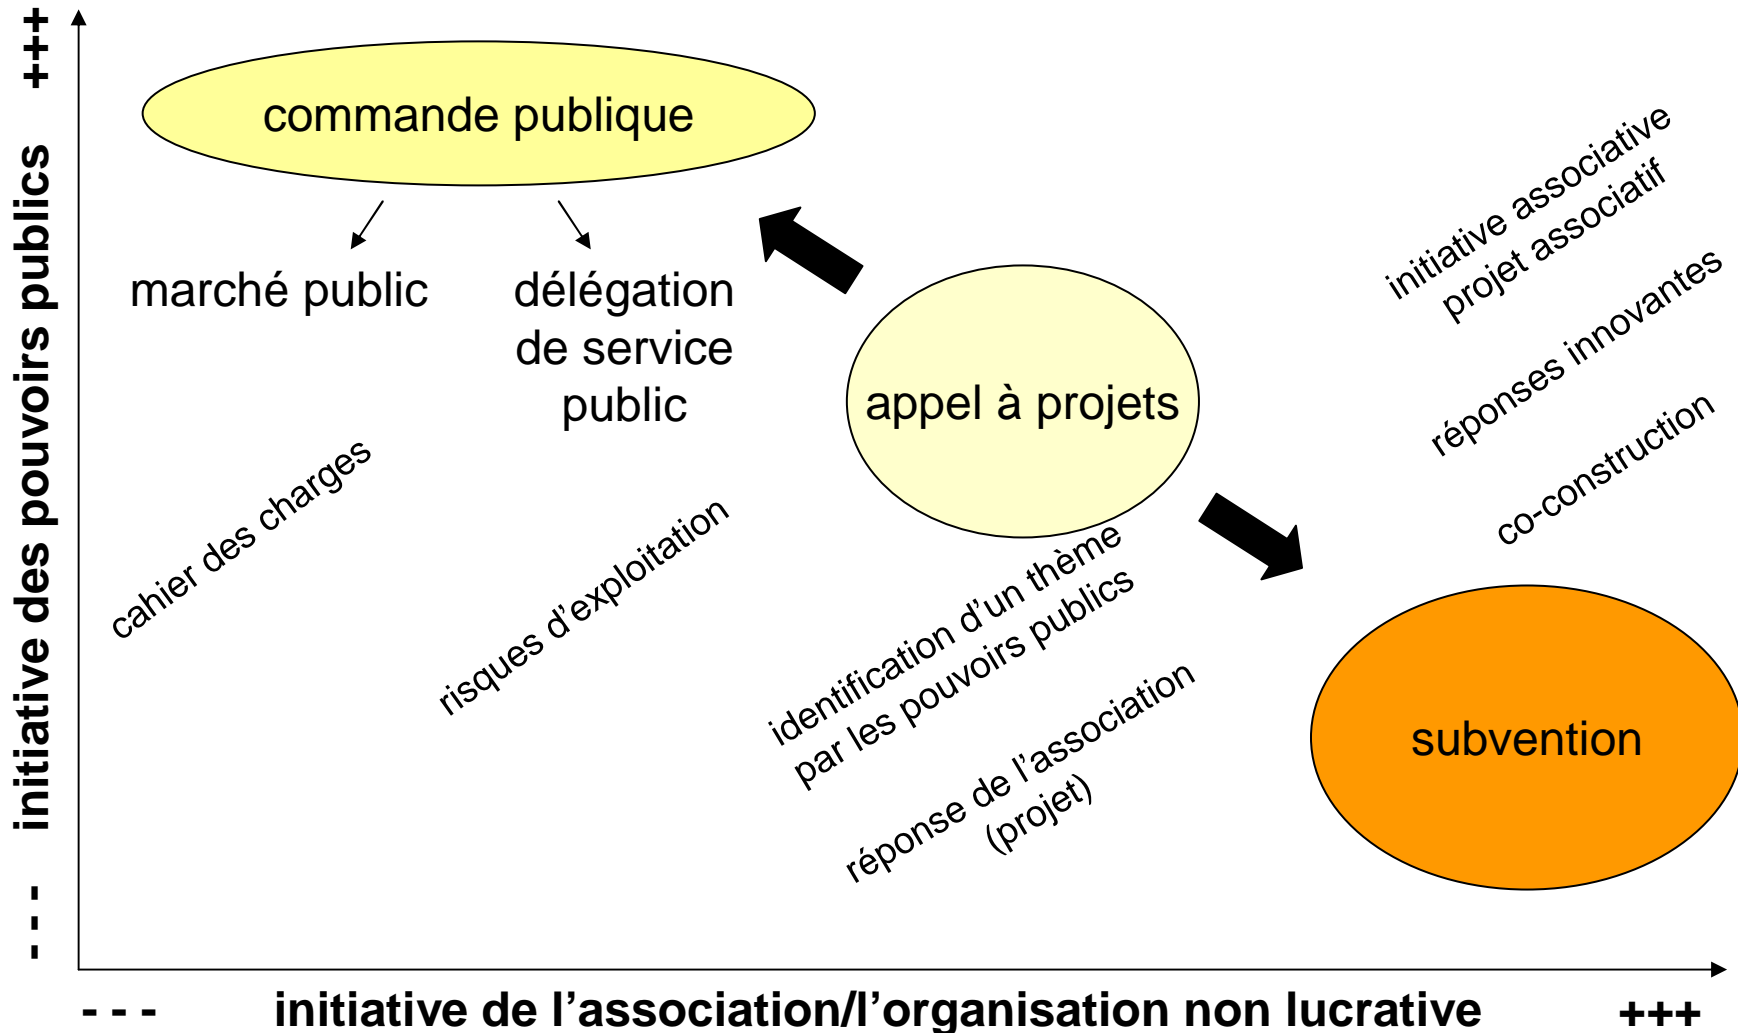 +++
initiative des pouvoirs publics
- - -
commande publique
marché public
délégation
de service
public
cahier des charges
risques d'exploitation
appel à projets
identification d’un thème
par les pouvoirs publics
réponse de l’association
(projet)
initiative associative
projet associatif
réponses innovantes
co-construction
subvention
- - -
initiative de l’association/l’organisation non lucrative
+++